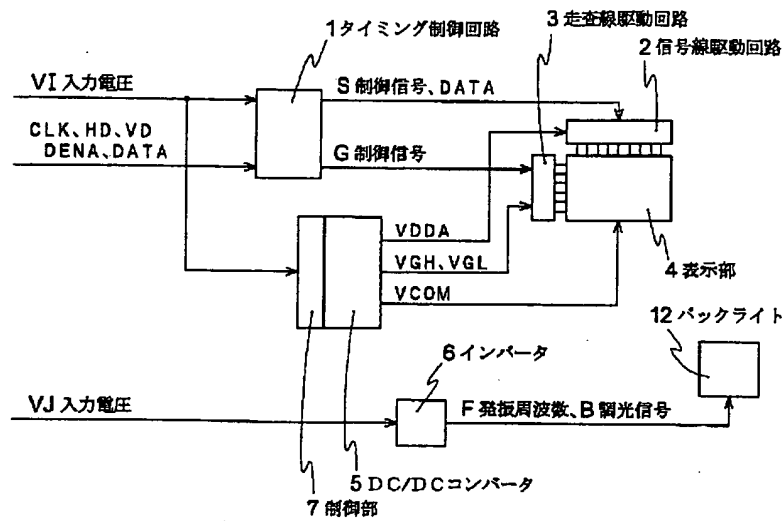 3 走査線駆動回路
1 タイミング制御回路
2 信号線駆動回路
VI 入力電圧
S 制御信号、DATA
CLK、HD、VD
DENA、DATA
G 制御信号
VDDA
VGH、VGL
VCOM
4 表示部
12 バックライト
6 インバータ
VJ 入力電圧
F 発振周波数、B 調光信号
5 DC/DCコンバータ
7 制御部